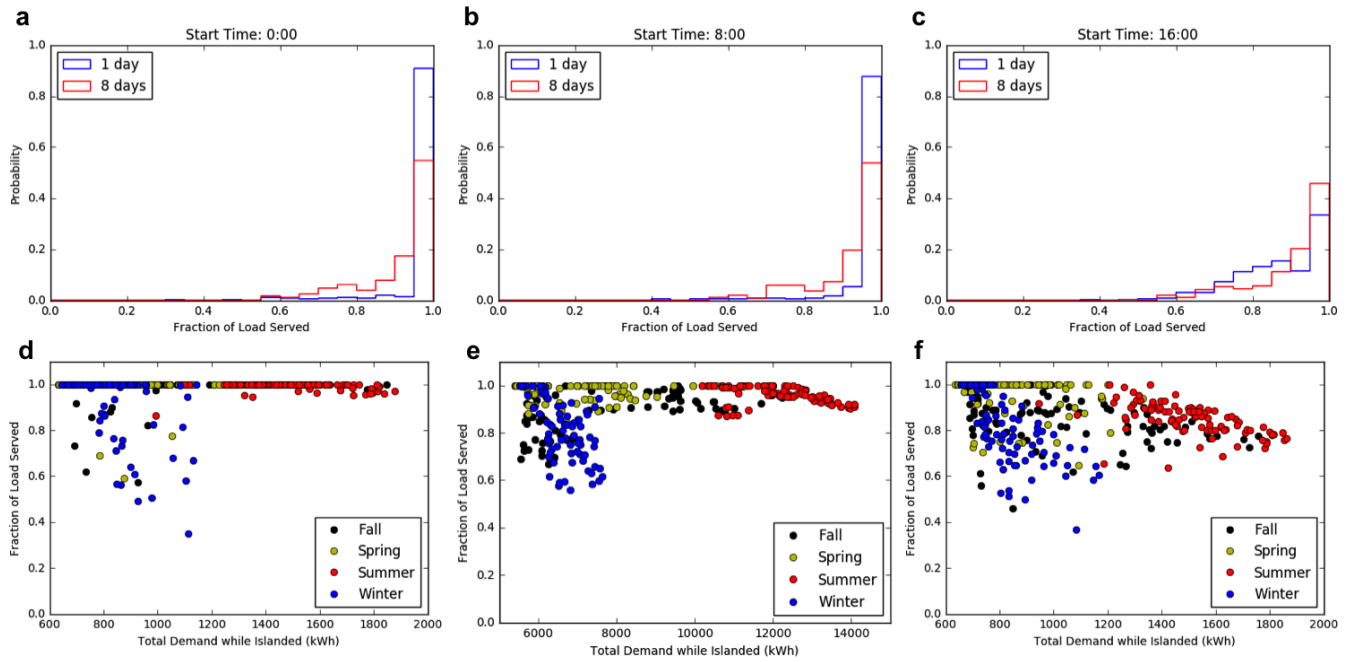 a
Start Time: 0:00
1 day
8 days
Probability
1.0
0.8
0.6
0.4
0.2
0.0
0.0 0.2 0.4 0.6 0.8 1.0
Fraction of Load Served
b
Start Time: 8:00
1 day
8 days
Probability
1.0
0.8
0.6
0.4
0.2
0.0
0.0 0.2 0.4 0.6 0.8 1.0
Fraction of Load Served
c
Start Time: 16:00
1 day
8 days
Probability
1.0
0.8
0.6
0.4
0.2
0.0
0.0 0.2 0.4 0.6 0.8 1.0
Fraction of Load Served
d
Fraction of Load Served
1.0
0.8
0.6
0.4
0.2
0.0
Fall
Spring
Summer
Winter
600 800 1000 1200 1400 1600 1800 2000
Total Demand while Islanded (kWh)
e
Fraction of Load Served
1.0
0.8
0.6
0.4
0.2
0.0
Fall
Spring
Summer
Winter
6000 8000 10000 12000 14000
Total Demand while Islanded (kWh)
f
Fraction of Load Served
1.0
0.8
0.6
0.4
0.2
0.0
Fall
Spring
Summer
Winter
600 800 1000 1200 1400 1600 1800 2000
Total Demand while Islanded (kWh)